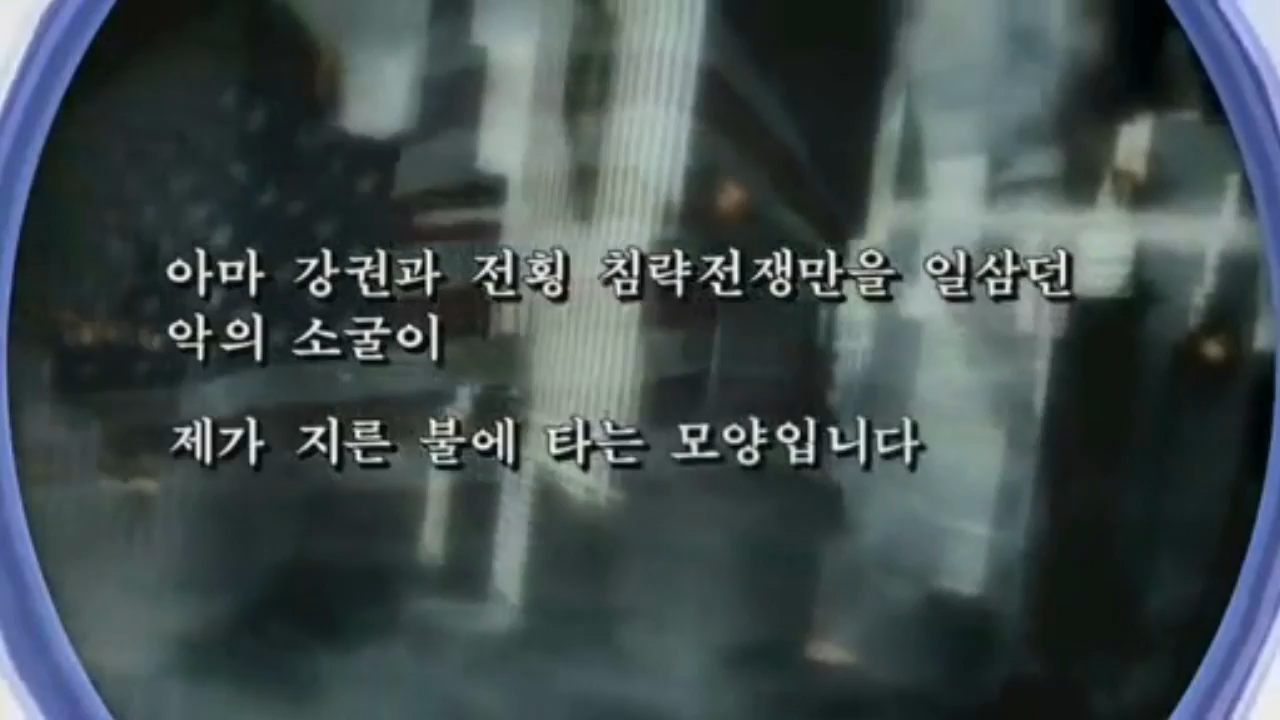 아마 강권과 전횡 침략전쟁만을 일삼던
악의 소굴이
제가 지른 불에 타는 모양입니다